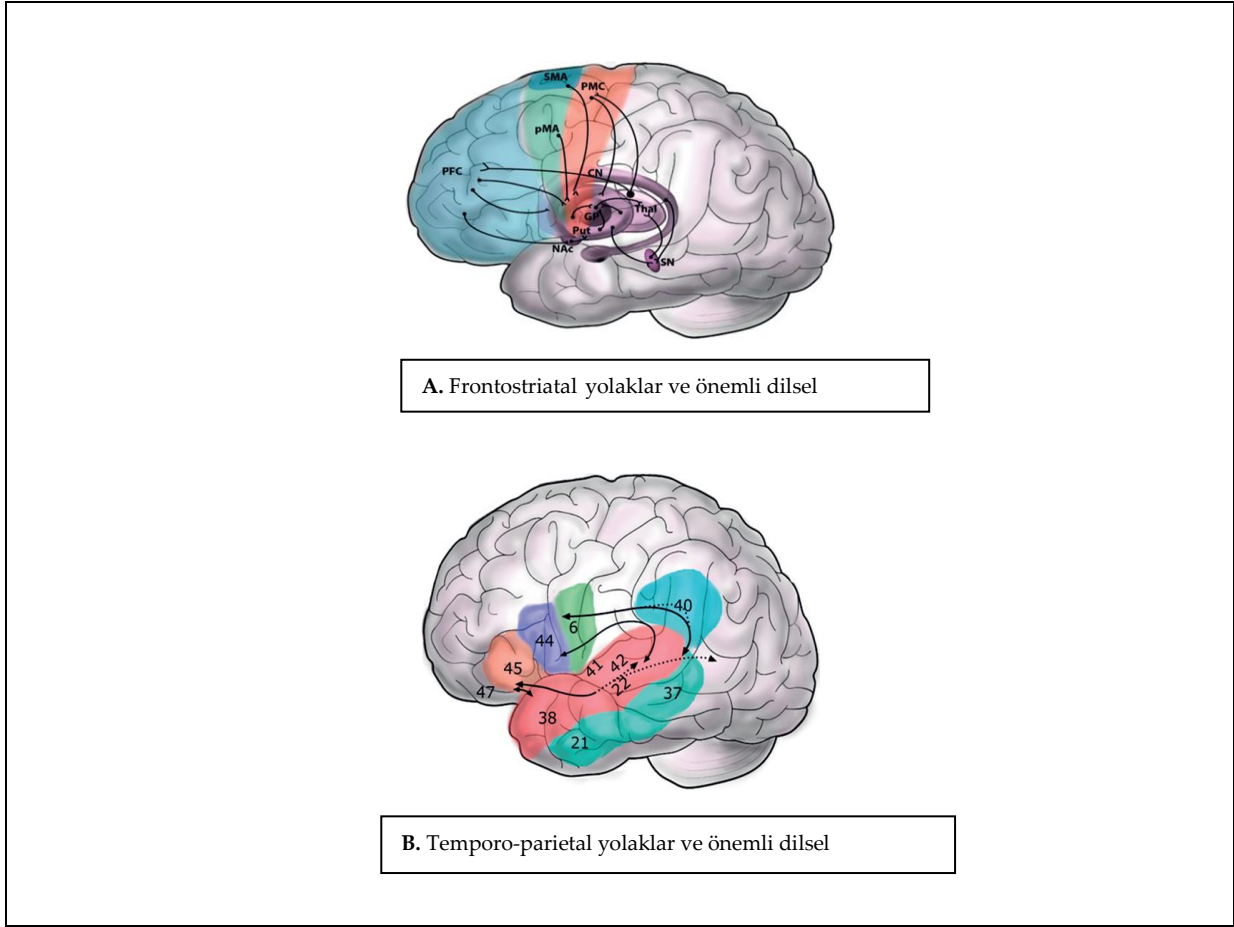 SMA
PMC
pMA
PFC
CN
Thal
GP
Put
NAc
SN
A. Frontostriatal yolaklar ve önemli dilsel
40
6
44
41
42
45
22
47
37
38
21
B. Temporo-parietal yolaklar ve önemli dilsel